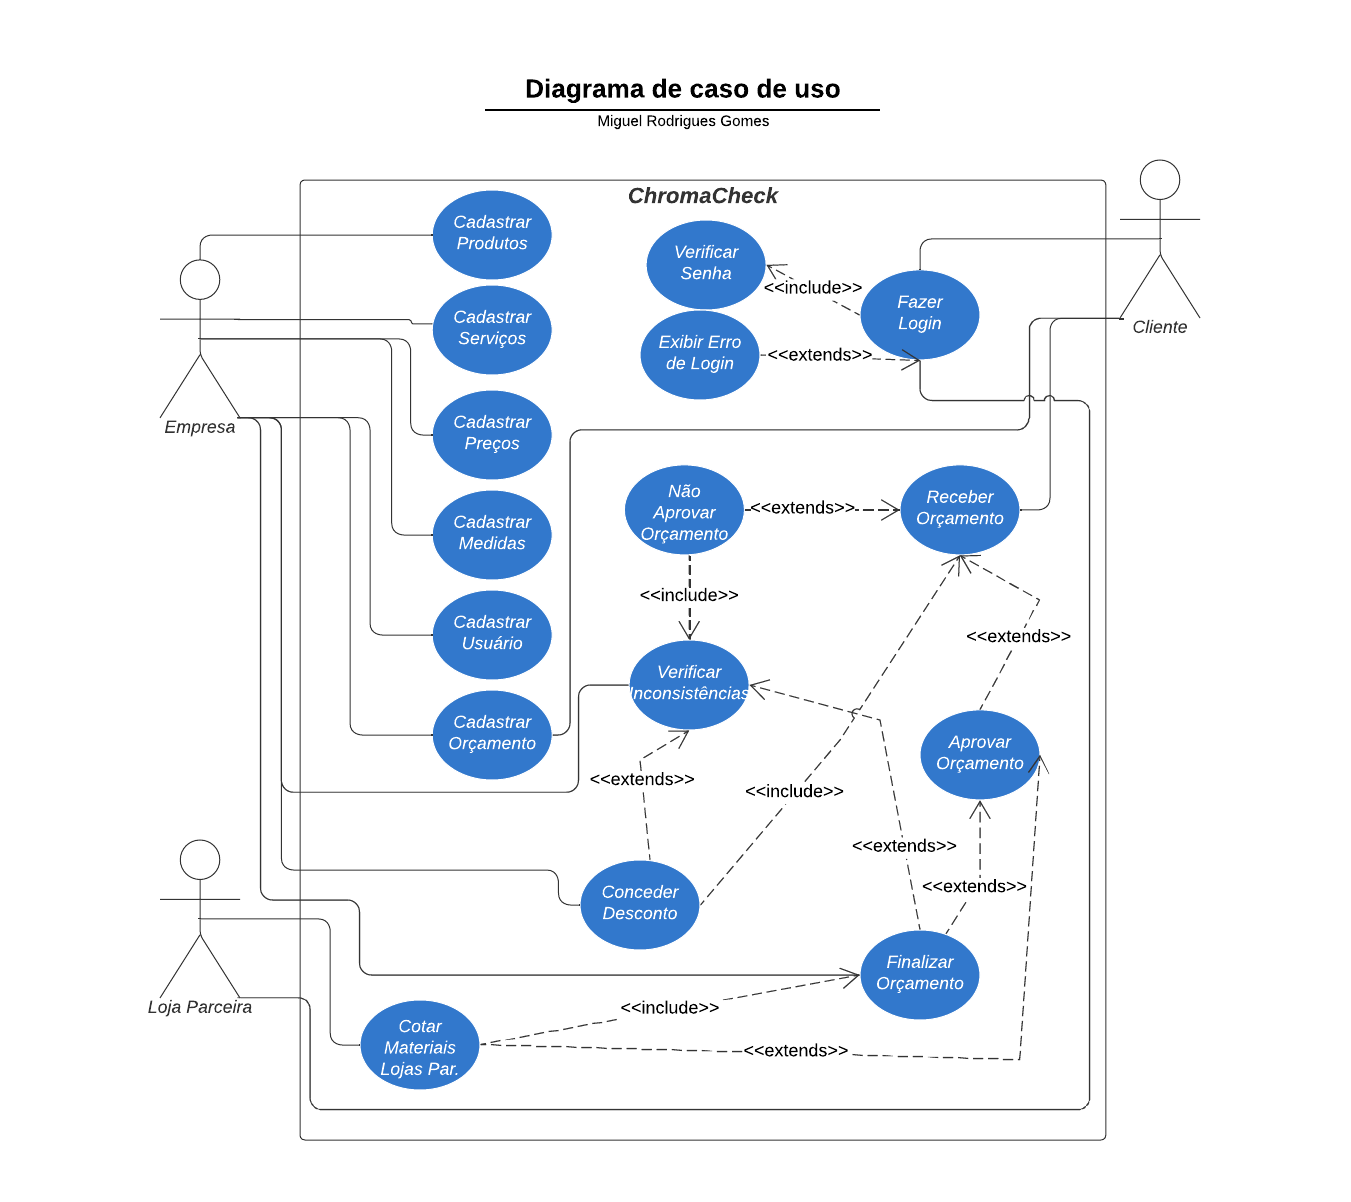 Diagrama de caso de uso
Miguel Rodrigues Gomes
ChromaCheck
Cadastrar
Produtos
Verificar
Senha
<<include>>
Fazer
Login
Cliente
Cadastrar
Serviços
Exibir Erro
de Login
<<extends>>
Empresa
Cadastrar
Preços
Não
Aprovar
Orçamento
<<extends>>
Receber
Orçamento
Cadastrar
Medidas
<<include>>
Cadastrar
Usuário
<<extends>>
Verificar
Inconsistências
Cadastrar
Orçamento
Aprovar
Orçamento
<<extends>>
<<include>>
<<extends>>
<<extends>>
Conceder
Desconto
Finalizar
Orçamento
Loja Parceira
<<include>>
Cotar
Materiais
Lojas Par.
<<extends>>